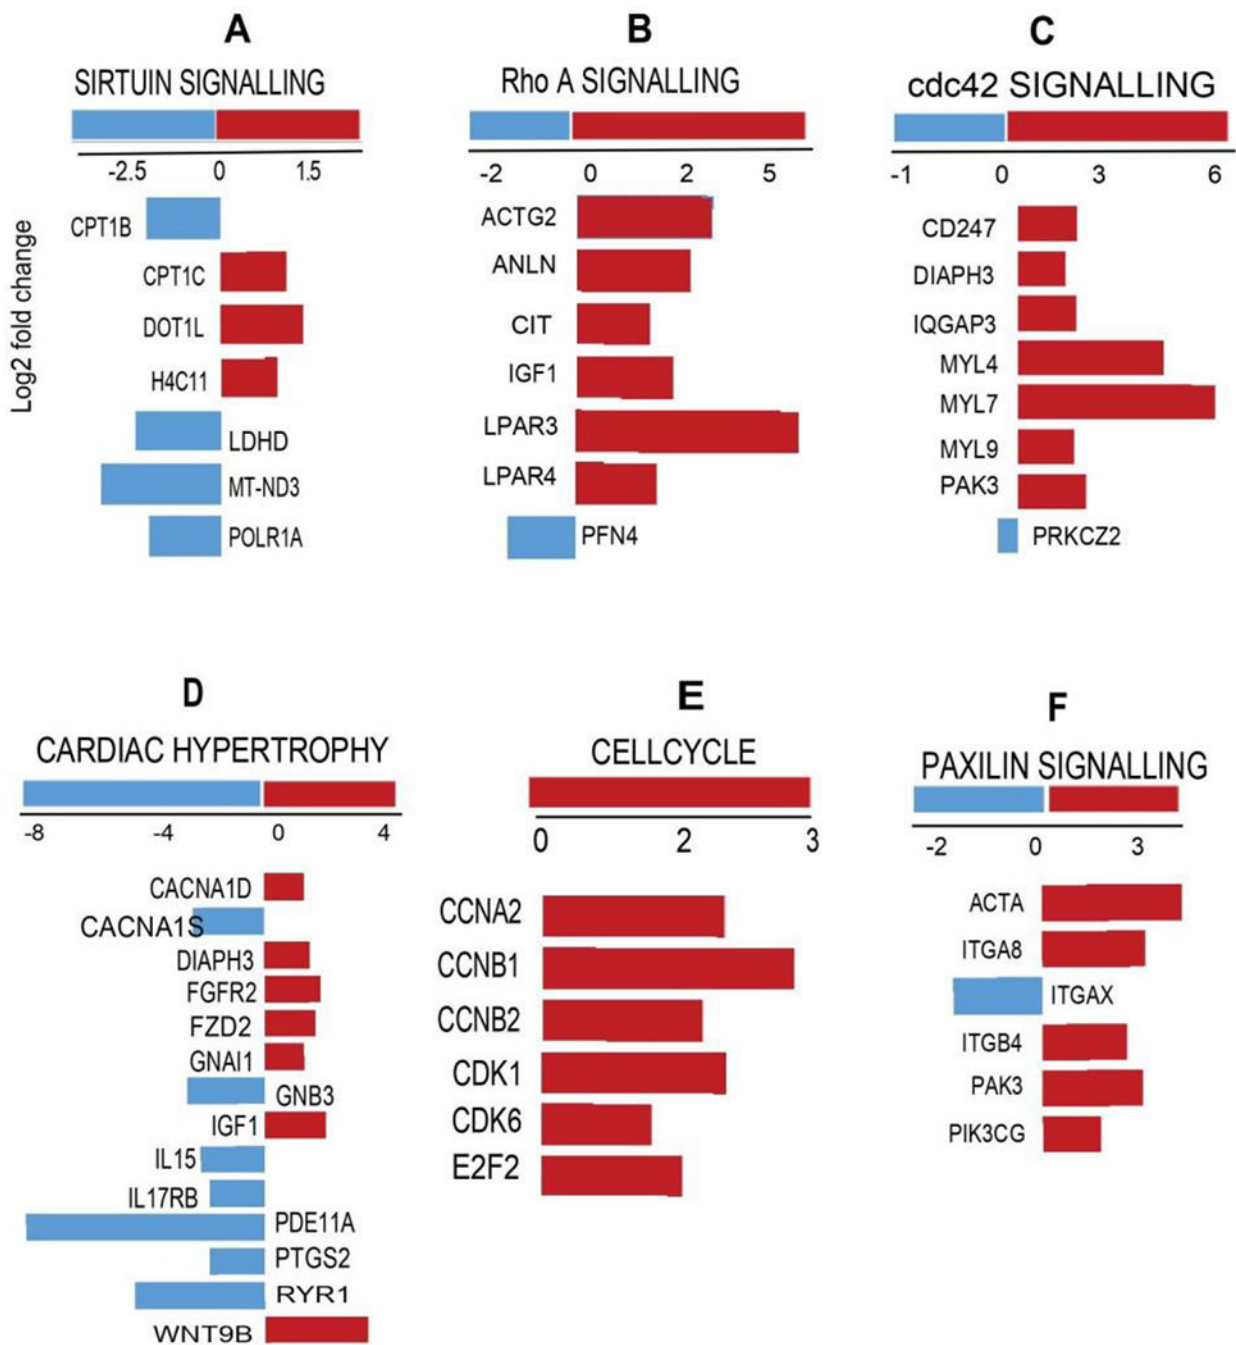 A
SIRTUIN SIGNALLING
-2.5 0 1.5
Log2 fold change
CPT1B
CPT1C
DOT1L
H4C11
LDHD
MT-ND3
POLR1A
B
Rho A SIGNALLING
-2 0 2 5
ACTG2
ANLN
CIT
IGF1
LPAR3
LPAR4
PFN4
C
cdc42 SIGNALLING
-1 0 3 6
CD247
DIAPH3
IQGAP3
MYL4
MYL7
MYL9
PAK3
PRKCZ2
D
CARDIAC HYPERTROPHY
-8 -4 0 4
CACNA1D
CACNA1S
DIAPH3
FGFR2
FZD2
GNAI1
GNB3
IGF1
IL15
IL17RB
PDE11A
PTGS2
RYR1
WNT9B
E
CELLCYCLE
0 2 3
CCNA2
CCNB1
CCNB2
CDK1
CDK6
E2F2
F
PAXILIN SIGNALLING
-2 0 3
ACTA
ITGA8
ITGAX
ITGB4
PAK3
PIK3CG